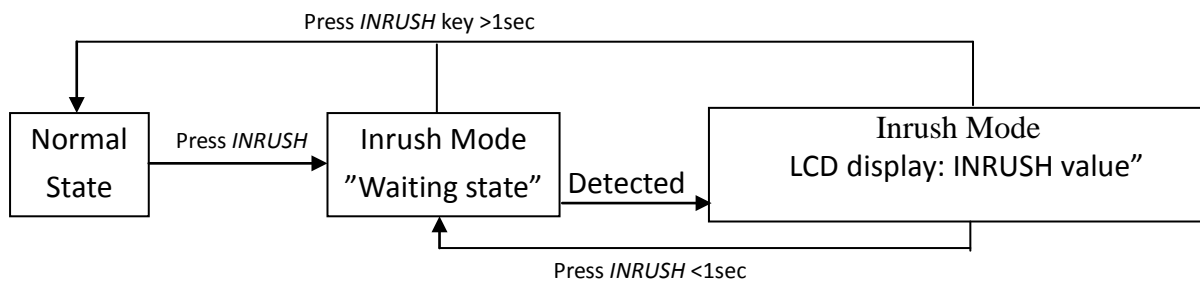 Press INRUSH key >1sec
Normal
State
Press INRUSH
Inrush Mode
”Waiting state”
Detected
Inrush Mode
LCD display: INRUSH value”
Press INRUSH <1sec